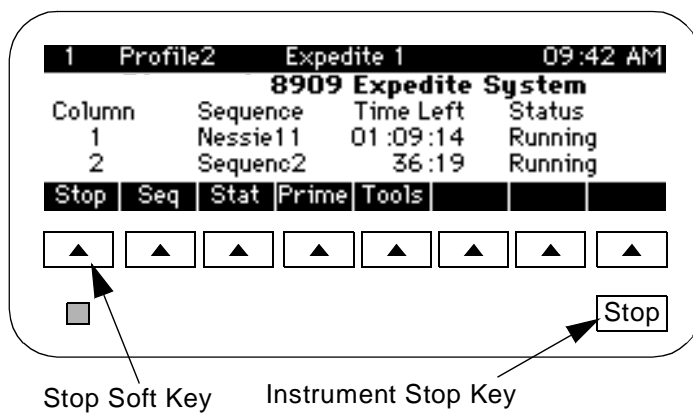 1 Profile2 Expedite 1 09:42 AM
8909 Expedite System
Column Sequence Time Left Status
1 Nessie11 01:09:14 Running
2 Sequenc2 36:19 Running
Stop Seq Stat Prime Tools
Stop
Stop Soft Key Instrument Stop Key